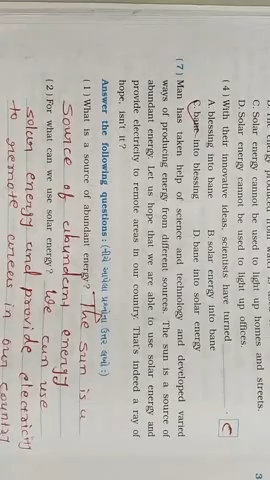 C. Solar energy cannot be used to light up homes and streets.
D. Solar energy cannot be used to light up offices.
(4) With their innovative ideas, scientists have turned
A. blessing into bane B. solar energy into bane
C. bane into blessing D. bane into solar energy
C
(7) Man has taken help of science and technology and developed varied
ways of producing energy from different sources. The sun is a source of
abundant energy. Let us hope that we are able to use solar energy and
provide electricity to remote areas in our country. That's indeed a ray of
hope, isn't it?
Answer the following questions : (નીચે આપેલા પ્રશ્નોના ઉત્તર લખો :)
(1) What is a source of abundant energy? The sun is a
Source of abundent energy
(2) For what can we use solar energy? We can use
solar energy and provide electricity
to remote areas in our country